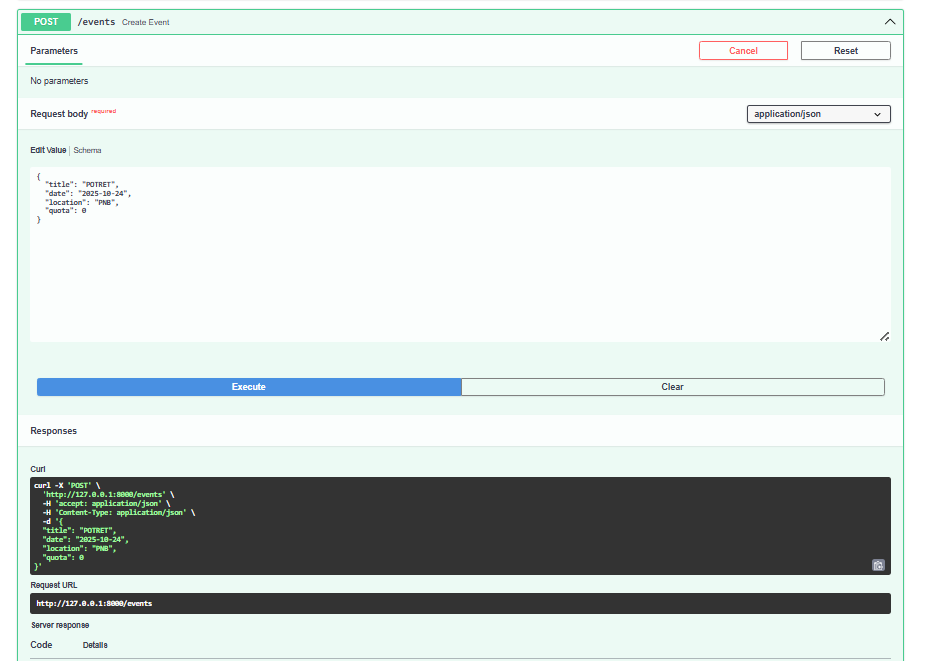 POST /events Create Event
Parameters
Cancel Reset
No parameters
Request body required
application/json
Edit Value | Schema
{
  "title": "POTRET",
  "date": "2025-10-24",
  "location": "PNB",
  "quota": 0
}
Execute Clear
Responses
Curl
curl -X 'POST' \
  'http://127.0.0.1:8000/events' \
  -H 'accept: application/json' \
  -H 'Content-Type: application/json' \
  -d '{
  "title": "POTRET",
  "date": "2025-10-24",
  "location": "PNB",
  "quota": 0
}'
Request URL
http://127.0.0.1:8000/events
Server response
Code Details